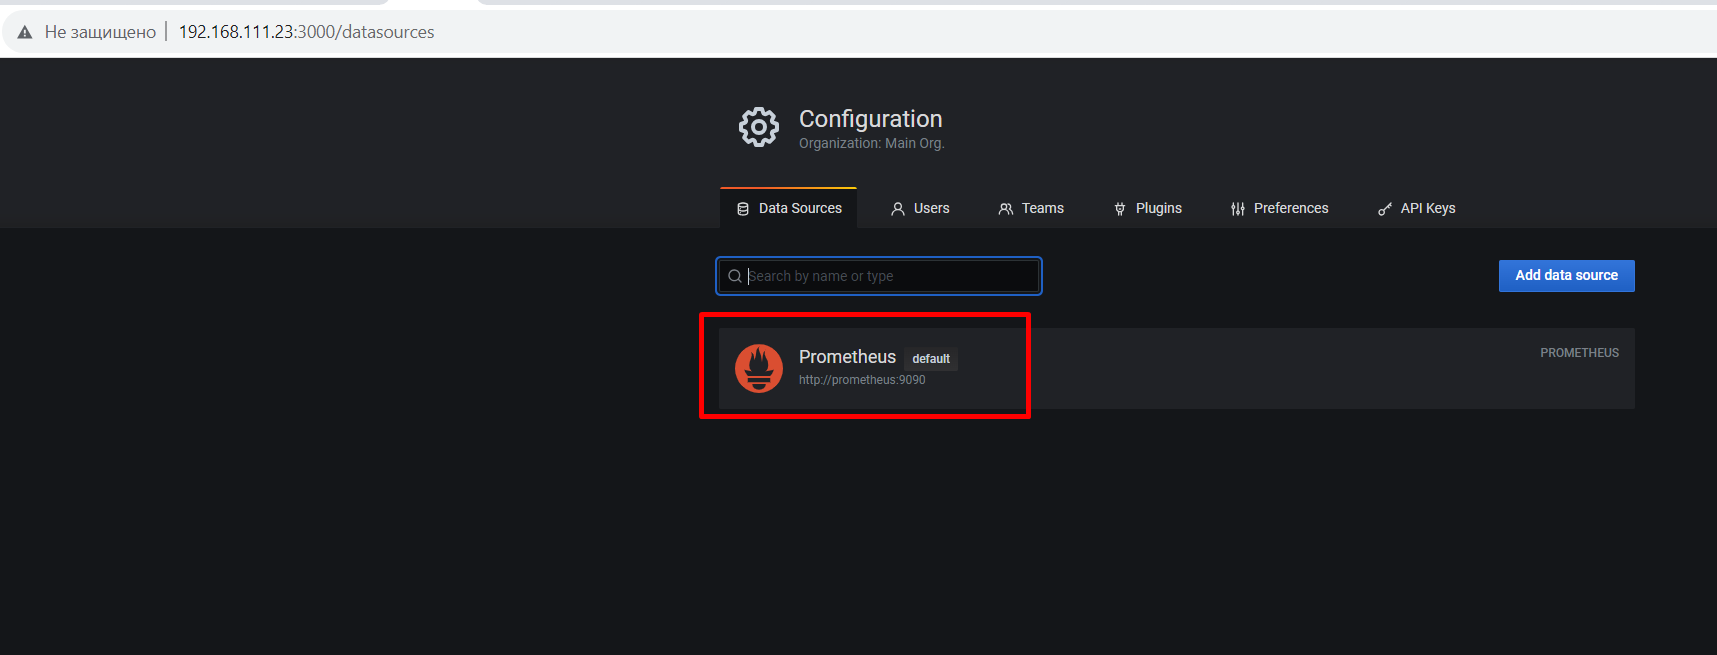 Не защищено 192.168.111.23:3000/datasources
Configuration
Organization: Main Org.
Data Sources Users Teams Plugins Preferences API Keys
Search by name or type
Add data source
Prometheus default
PROMETHEUS
http://prometheus:9090